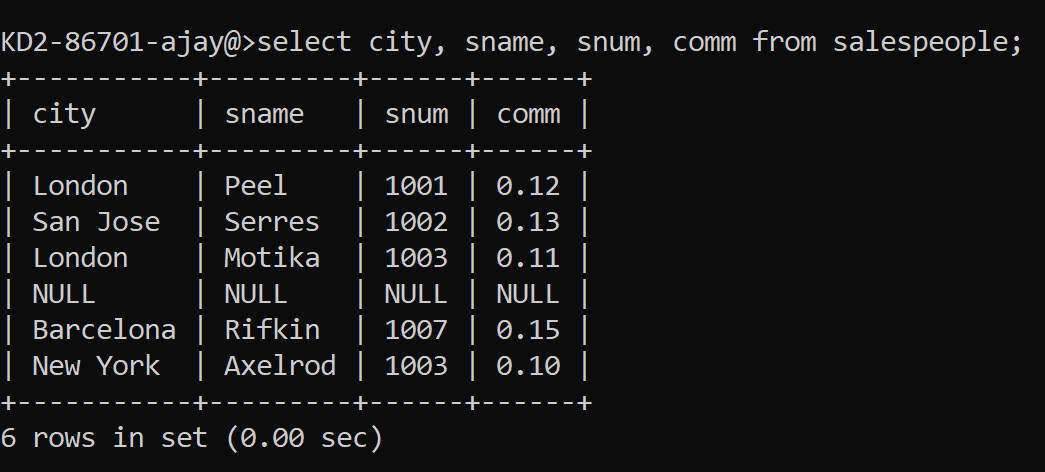 KD2-86701-ajay@>select city, sname, snum, comm from salespeople;
+-----------+---------+------+------+
| city      | sname   | snum | comm |
+-----------+---------+------+------+
| London    | Peel    | 1001 | 0.12 |
| San Jose  | Serres  | 1002 | 0.13 |
| London    | Motika  | 1003 | 0.11 |
| NULL      | NULL    | NULL | NULL |
| Barcelona | Rifkin  | 1007 | 0.15 |
| New York  | Axelrod | 1003 | 0.10 |
+-----------+---------+------+------+
6 rows in set (0.00 sec)